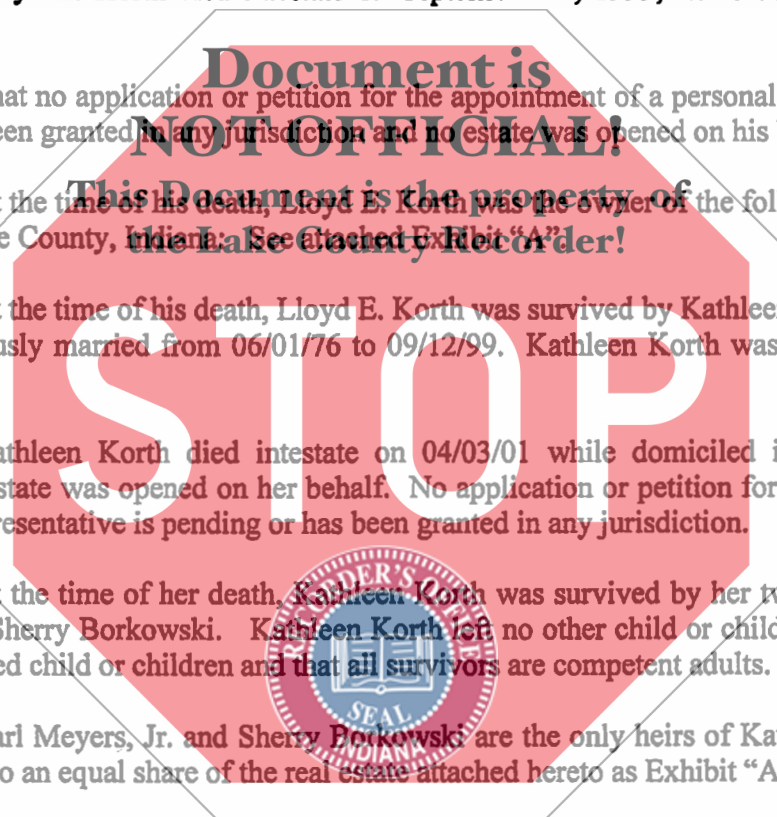 Document is
NOT OFFICIAL!
This Document is the property of
the Lake County Recorder!
STOP
RECORDER'S OFFICE
SEAL
INDIANA
at no application or petition for the appointment of a personal
een granted in any jurisdiction and no estate was opened on his
the time of his death, Lloyd E. Korth was the owner of the fol
e County, Indiana: See attached Exhibit "A".
the time of his death, Lloyd E. Korth was survived by Kathleen
usly married from 06/01/76 to 09/12/99. Kathleen Korth was
athleen Korth died intestate on 04/03/01 while domiciled i
state was opened on her behalf. No application or petition for
resentative is pending or has been granted in any jurisdiction.
the time of her death, Kathleen Korth was survived by her tw
Sherry Borkowski. Kathleen Korth left no other child or child
ed child or children and that all survivors are competent adults.
arl Meyers, Jr. and Sherry Borkowski are the only heirs of Ka
o an equal share of the real estate attached hereto as Exhibit "A